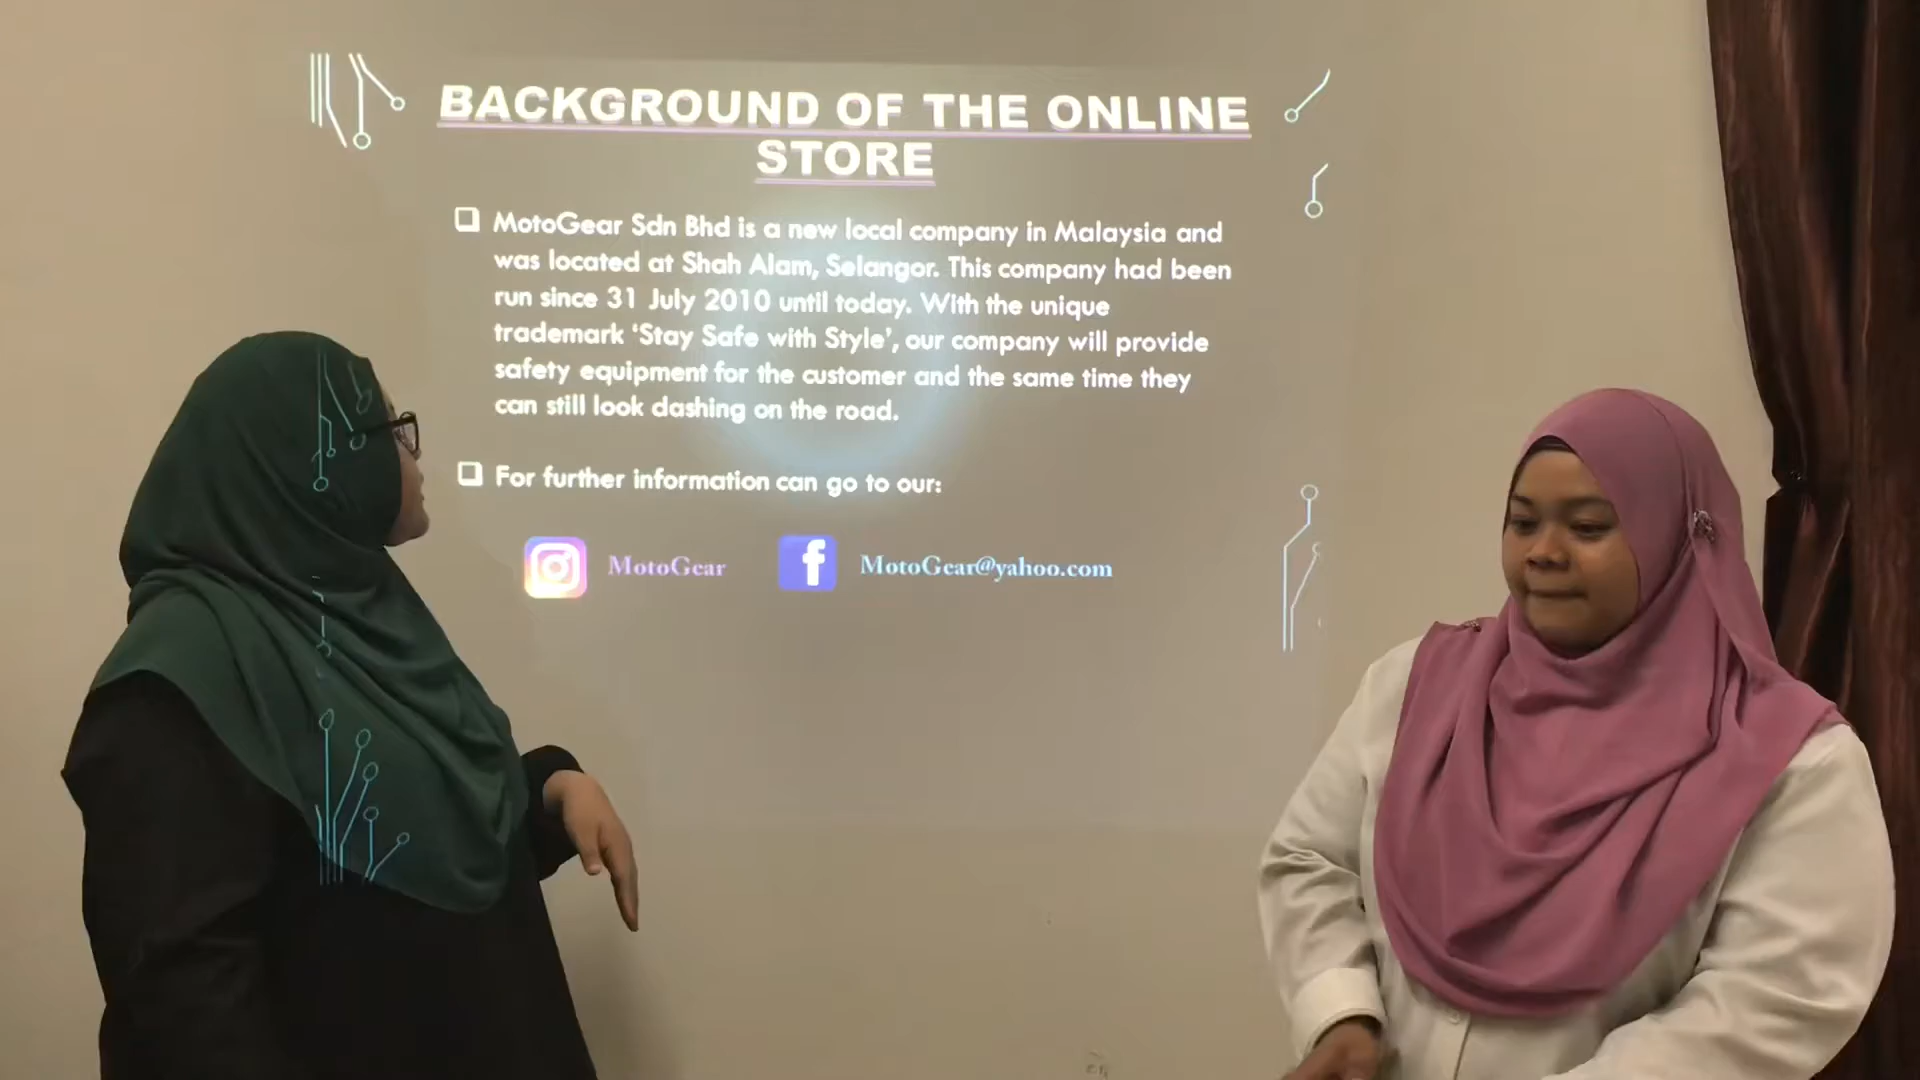 BACKGROUND OF THE ONLINE
STORE
MotoGear Sdn Bhd is a new local company in Malaysia and
was located at Shah Alam, Selangor. This company had been
run since 31 July 2010 until today. With the unique
trademark ‘Stay Safe with Style’, our company will provide
safety equipment for the customer and the same time they
can still look dashing on the road.
For further information can go to our:
MotoGear f MotoGear@yahoo.com